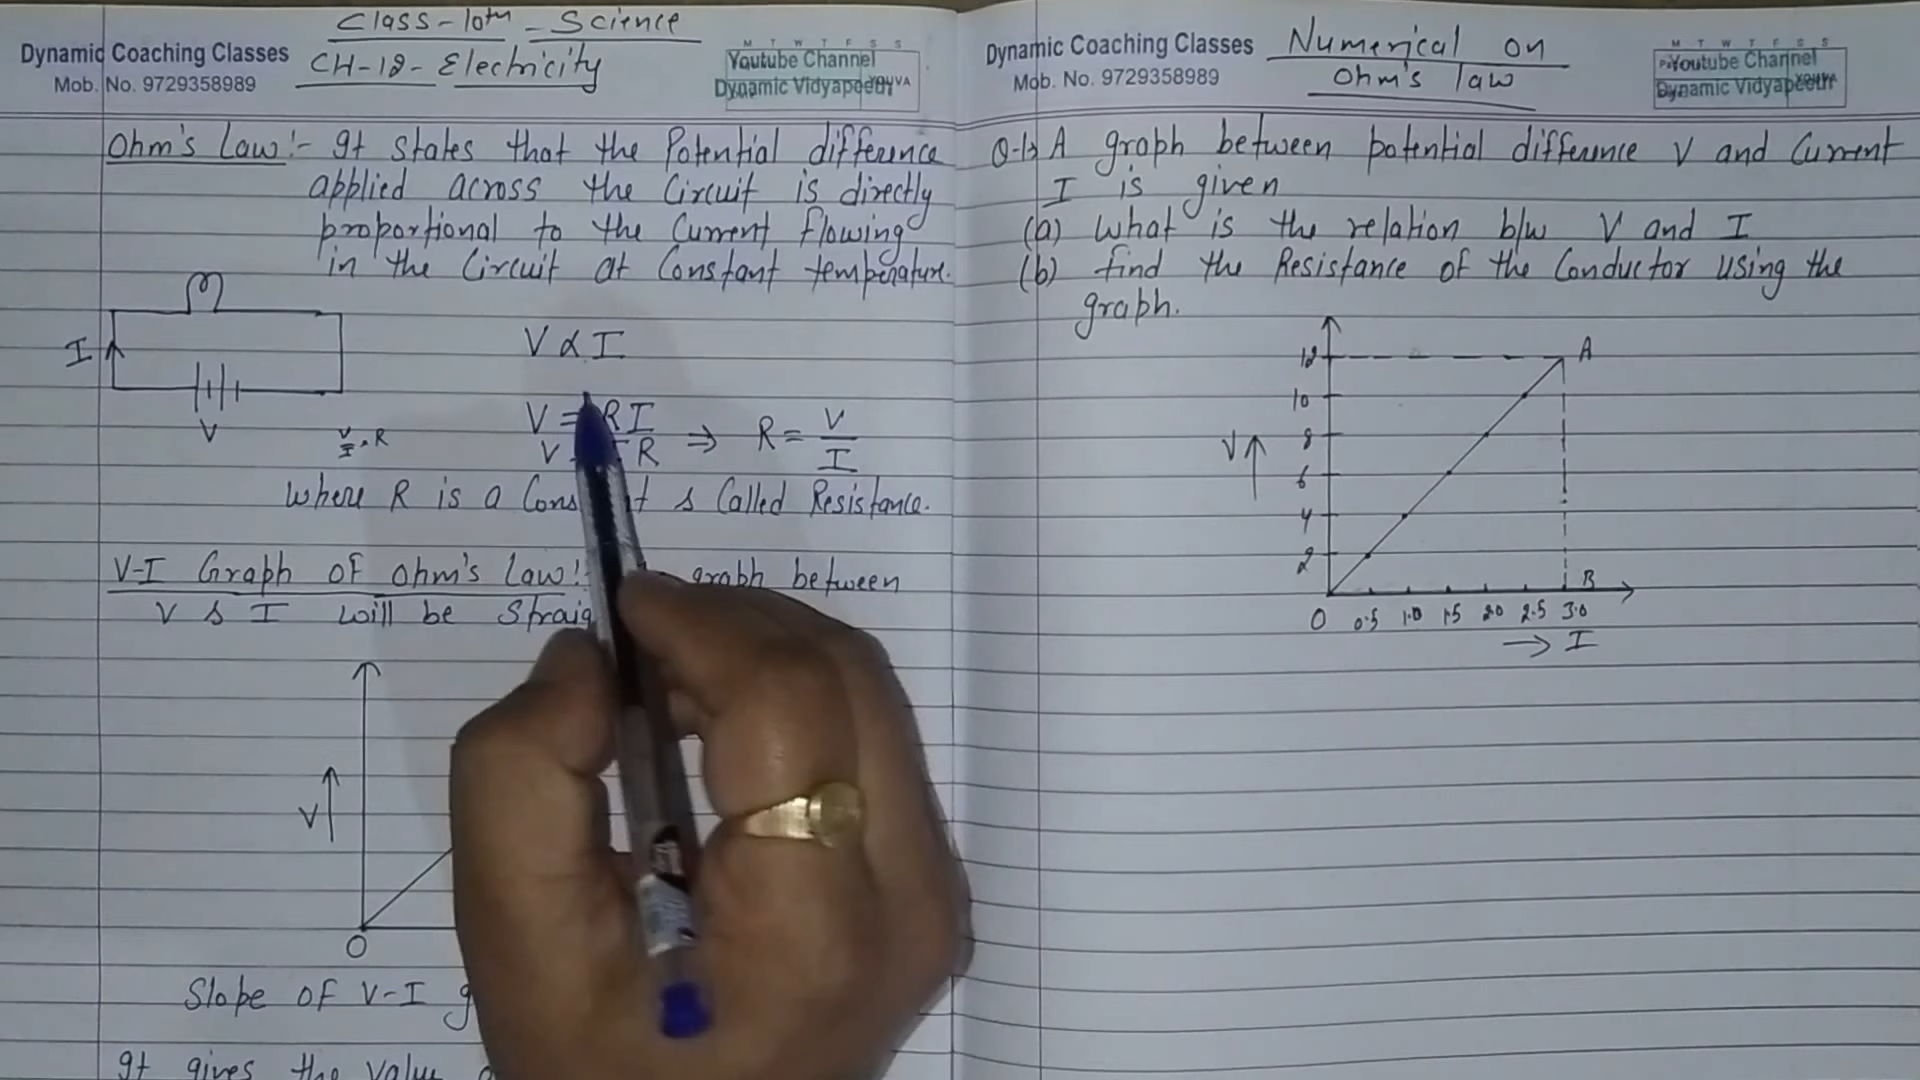 Class-10th - Science
Dynamic Coaching Classes
CH-12 - Electricity
Mob. No. 9729358989
M T W T F S S
Youtube Channel
Dynamic Vidyapeeth
YUVA
Ohm's Law:- It states that the Potential difference
applied across the Circuit is directly
proportional to the Current flowing
in the Circuit at Constant temperature.
I
V
V ∝ I
V = RI
V/I = R
V R ⇒ R = V/I
where R is a Called Resistance.
V-I Graph of Ohm's Law:- graph between
V & I will be
V
O
Slope of V-I
It gives the value
Dynamic Coaching Classes
Numerical on
Ohm's law
Mob. No. 9729358989
M T W T F S S
Youtube Channel
Dynamic Vidyapeeth
Q-1) A graph between potential difference V and Current
I is given
(a) What is the relation b/w V and I
(b) find the Resistance of the Conductor using the
graph.
12 A
10
V 8
6
4
2
B
O 0.5 1.0 1.5 2.0 2.5 3.0
→ I